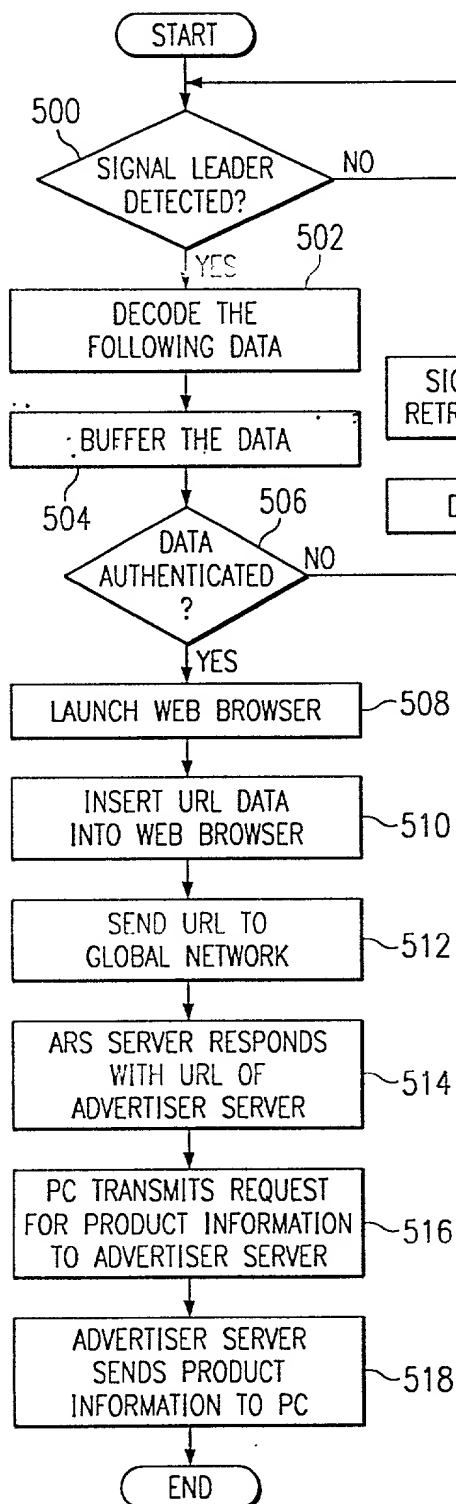 START
500
SIGNAL LEADER
DETECTED?
NO
YES
502
DECODE THE
FOLLOWING DATA
BUFFER THE DATA
504
506
DATA
AUTHENTICATED
?
NO
YES
LAUNCH WEB BROWSER
508
INSERT URL DATA
INTO WEB BROWSER
510
SEND URL TO
GLOBAL NETWORK
512
ARS SERVER RESPONDS
WITH URL OF
ADVERTISER SERVER
514
PC TRANSMITS REQUEST
FOR PRODUCT INFORMATION
TO ADVERTISER SERVER
516
ADVERTISER SERVER
SENDS PRODUCT
INFORMATION TO PC
518
END